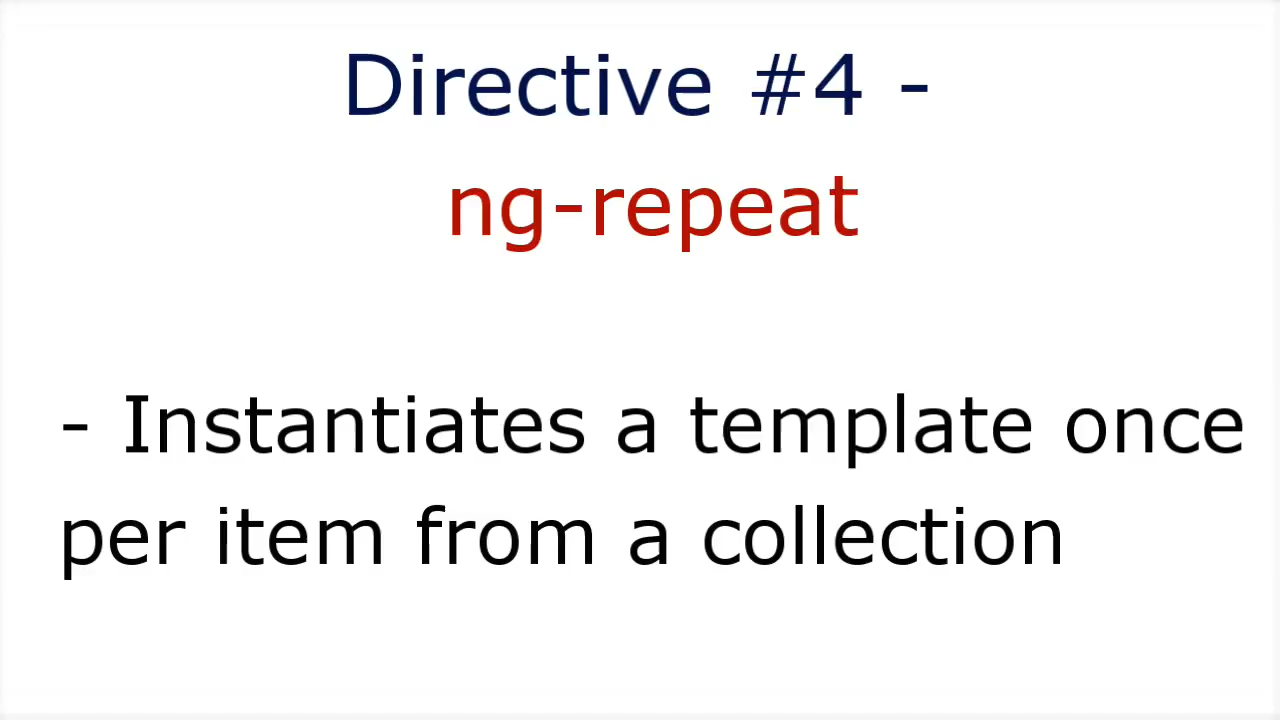 Directive #4 -
ng-repeat
- Instantiates a template once
per item from a collection